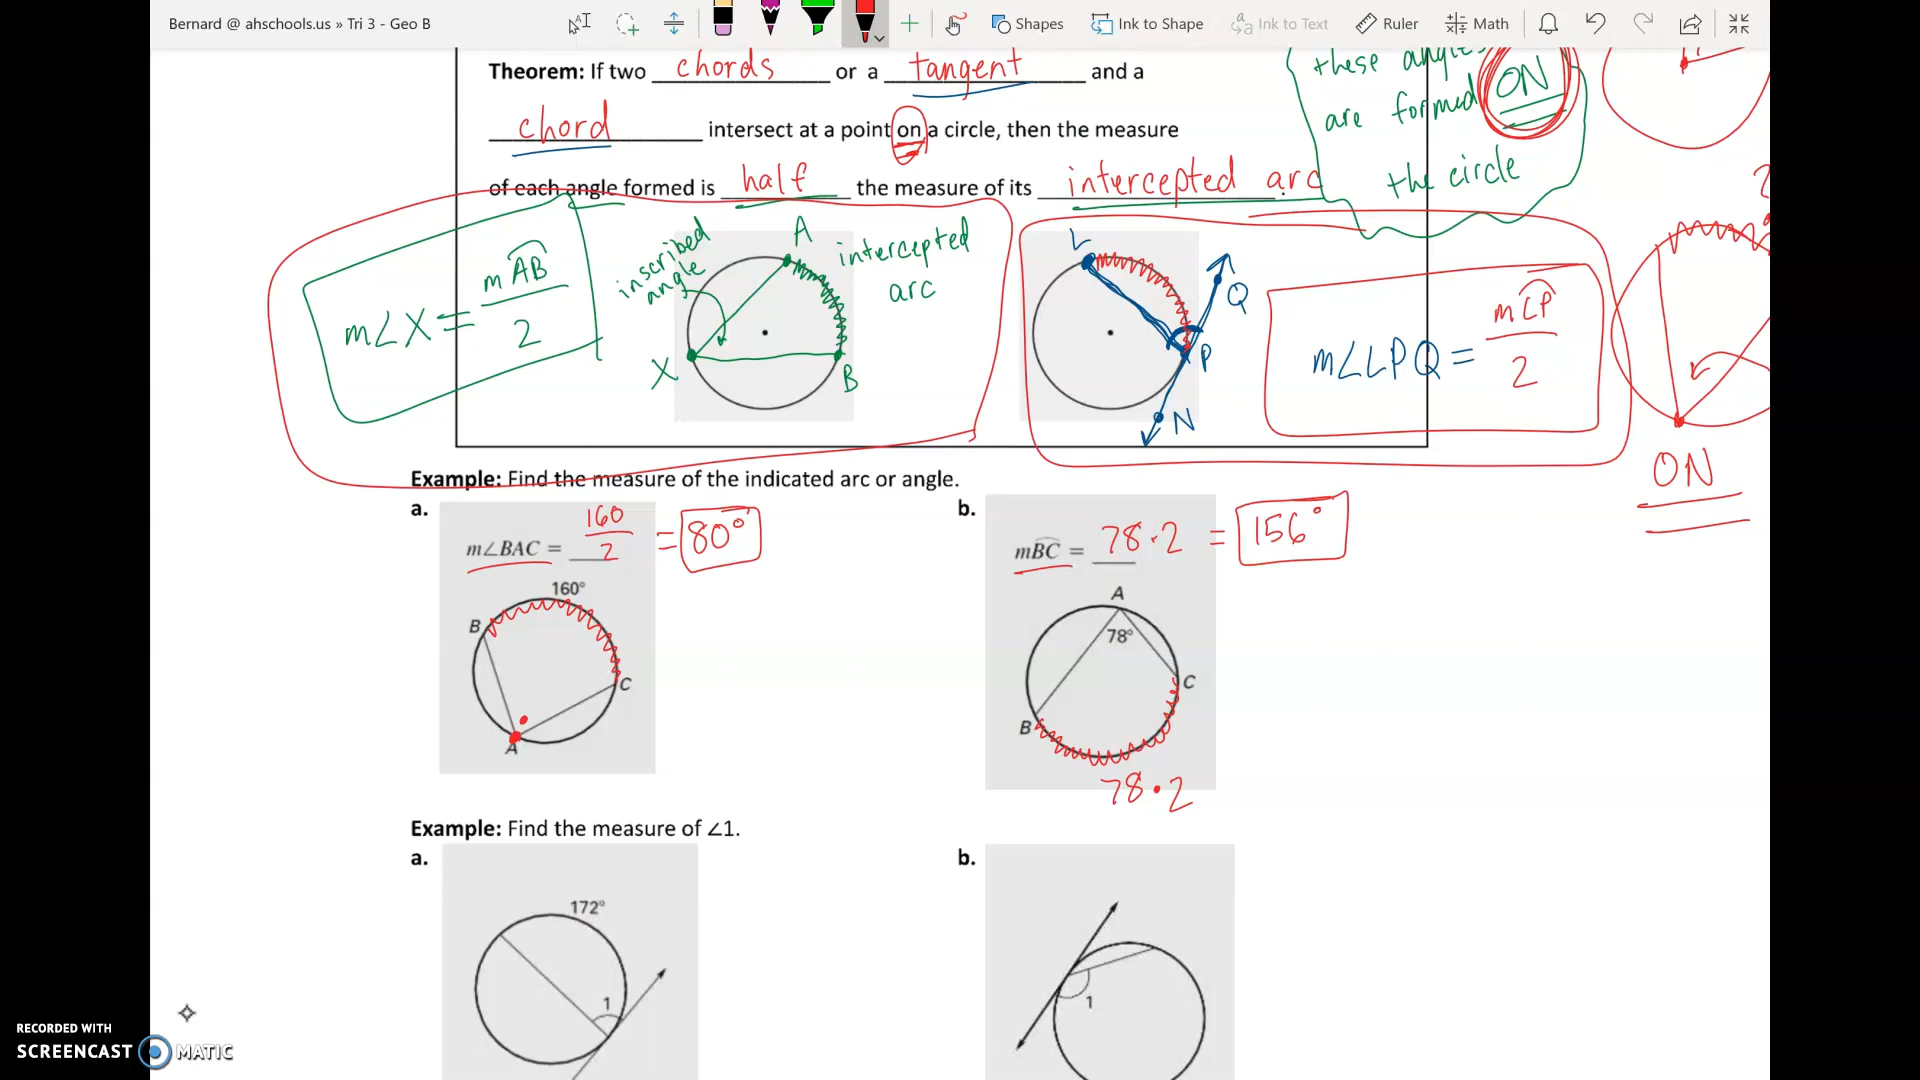 Bernard @ ahschools.us » Tri 3 - Geo B
Shapes
Ink to Shape
Ink to Text
Ruler
Math
Theorem: If two chords or a tangent and a
chord intersect at a point on a circle, then the measure
of each angle formed is half the measure of its intercepted arc
these
are formed ON
the circle
m∠X = mAB / 2
inscribed
angle
A
intercepted
arc
X
B
L
Q
P
N
m∠LPQ = mLP / 2
ON
Example: Find the measure of the indicated arc or angle.
a.
m∠BAC = 160 / 2 = 80°
160°
B
C
A
b.
mBC = 78·2 = 156°
A
78°
C
B
78·2
Example: Find the measure of ∠1.
a.
172°
1
b.
1
RECORDED WITH
SCREENCAST MATIC